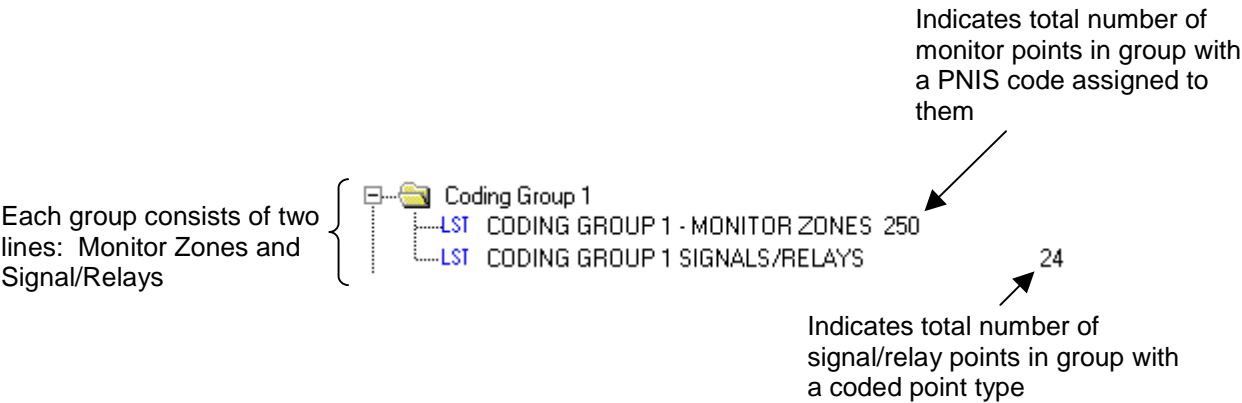 Indicates total number of
monitor points in group with
a PNIS code assigned to
them
Each group consists of two
lines: Monitor Zones and
Signal/Relays
Coding Group 1
LST CODING GROUP 1 - MONITOR ZONES 250
LST CODING GROUP 1 SIGNALS/RELAYS 24
Indicates total number of
signal/relay points in group with
a coded point type